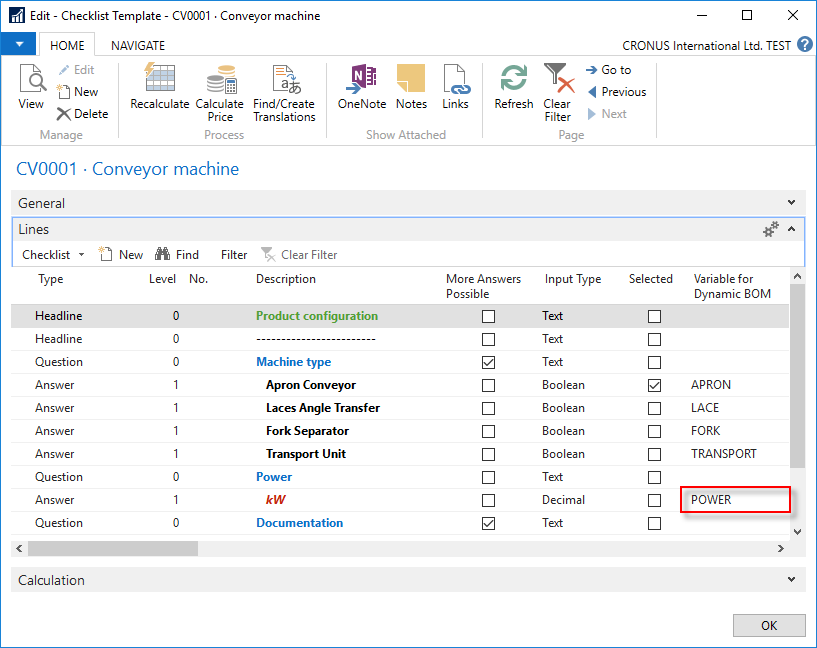 Edit - Checklist Template - CV0001 · Conveyor machine
HOME NAVIGATE CRONUS International Ltd. TEST ?
View Edit New Delete
Recalculate Calculate Price Find/Create Translations
OneNote Notes Links
Refresh Clear Filter Go to Previous Next
Manage Process Show Attached Page
CV0001 · Conveyor machine
General
Lines
Checklist New Find Filter Clear Filter
Type Level No. Description More Answers Possible Input Type Selected Variable for Dynamic BOM
Headline 0 Product configuration Text
Headline 0 ------------------------ Text
Question 0 Machine type Text
Answer 1 Apron Conveyor Boolean APRON
Answer 1 Laces Angle Transfer Boolean LACE
Answer 1 Fork Separator Boolean FORK
Answer 1 Transport Unit Boolean TRANSPORT
Question 0 Power Text
Answer 1 kW Decimal POWER
Question 0 Documentation Text
Calculation
OK